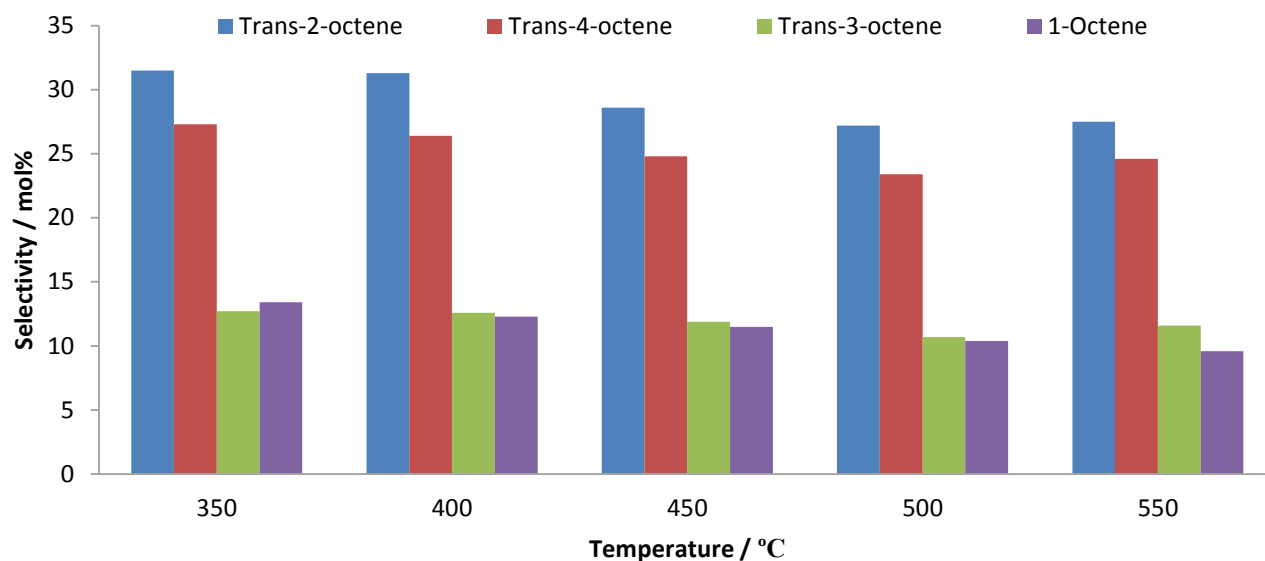 Trans-2-octene Trans-4-octene Trans-3-octene 1-Octene
35
30
25
20
15
10
5
0
Selectivity / mol%
350 400 450 500 550
Temperature / ºC